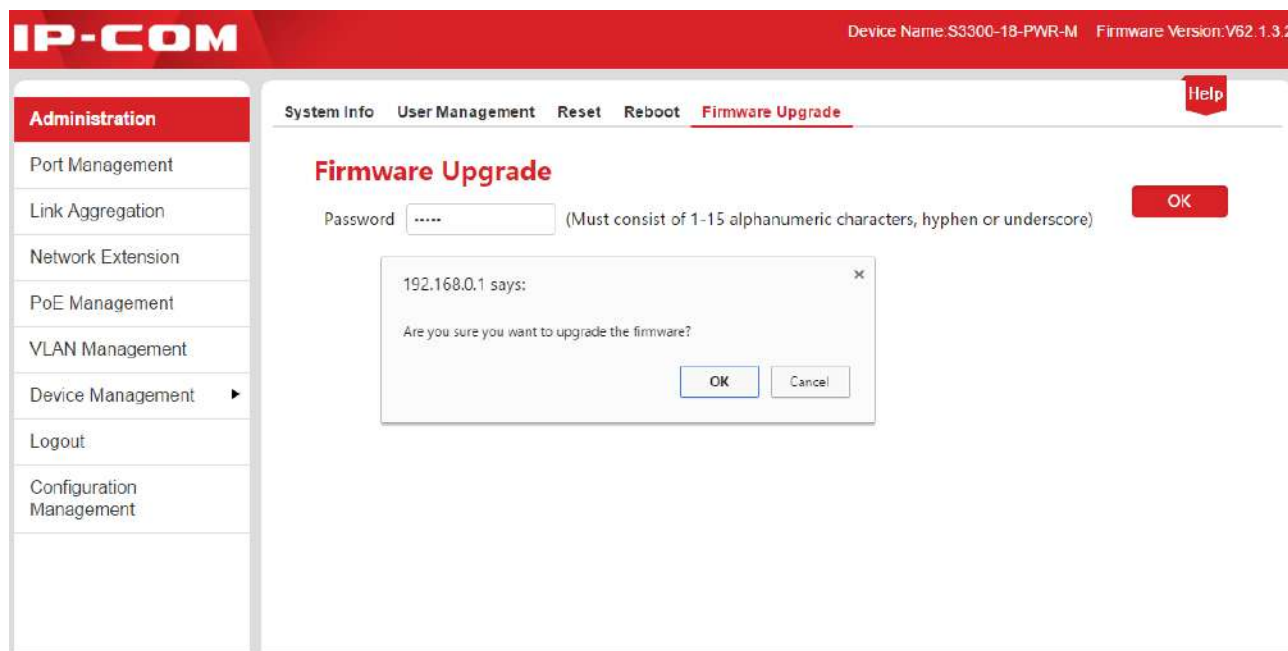 IP-COM
Device Name:S3300-18-PWR-M Firmware Version:V62.1.3.2
Administration
Port Management
Link Aggregation
Network Extension
PoE Management
VLAN Management
Device Management
Logout
Configuration
Management
System Info User Management Reset Reboot Firmware Upgrade
Help
Firmware Upgrade
Password ····· (Must consist of 1-15 alphanumeric characters, hyphen or underscore)
OK
192.168.0.1 says:
Are you sure you want to upgrade the firmware?
OK Cancel